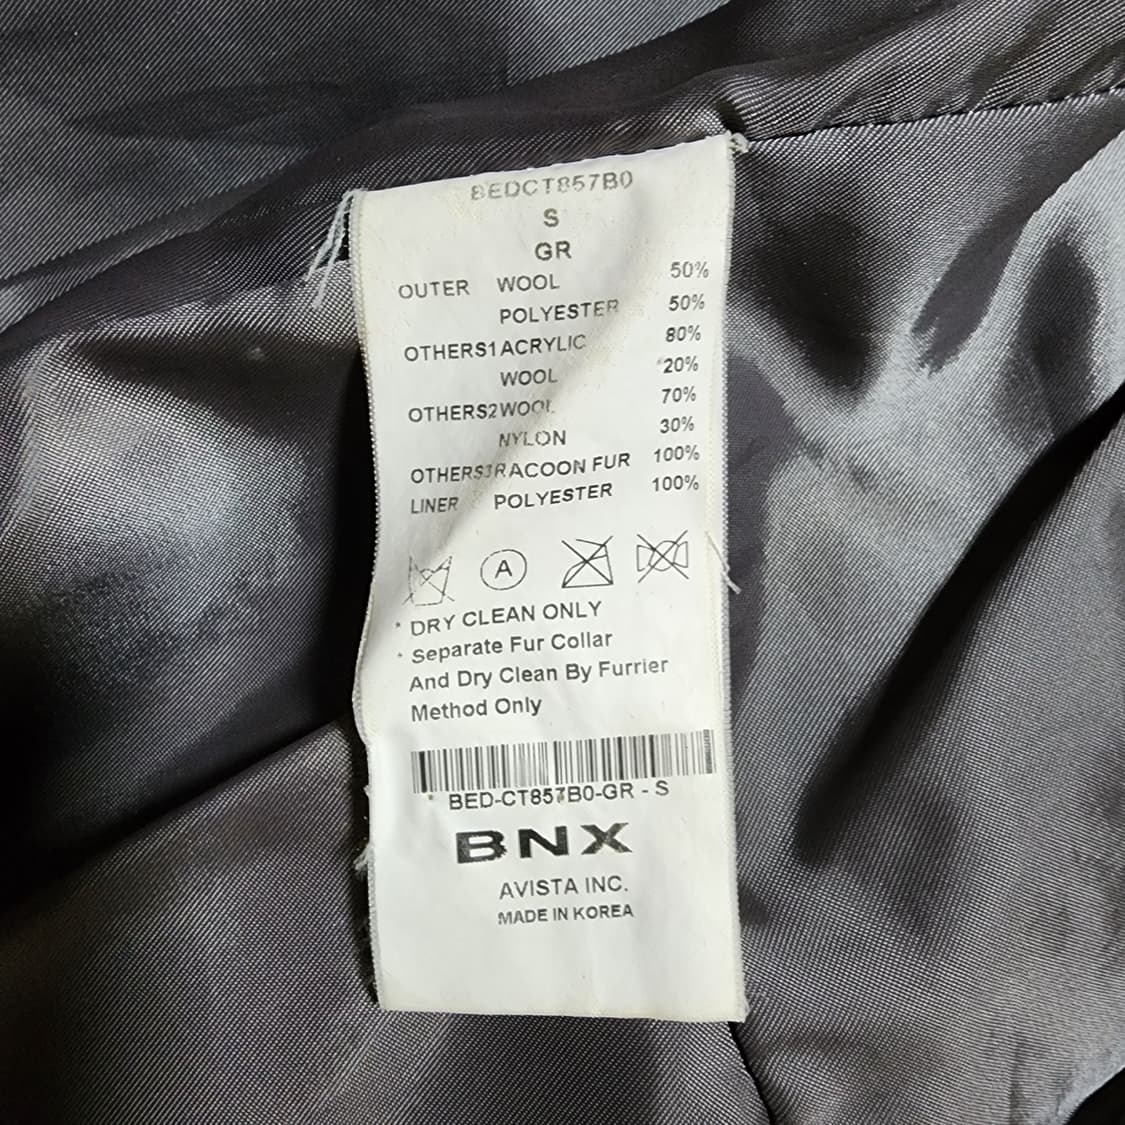 BEDCT857B0
S
GR
OUTER WOOL 50%
POLYESTER 50%
OTHERS1 ACRYLIC 80%
WOOL 20%
OTHERS2 WOOL 70%
NYLON 30%
OTHERS3 RACOON FUR 100%
LINER POLYESTER 100%
A
* DRY CLEAN ONLY
* Separate Fur Collar
And Dry Clean By Furrier
Method Only
BED-CT857B0-GR - S
BNX
AVISTA INC.
MADE IN KOREA